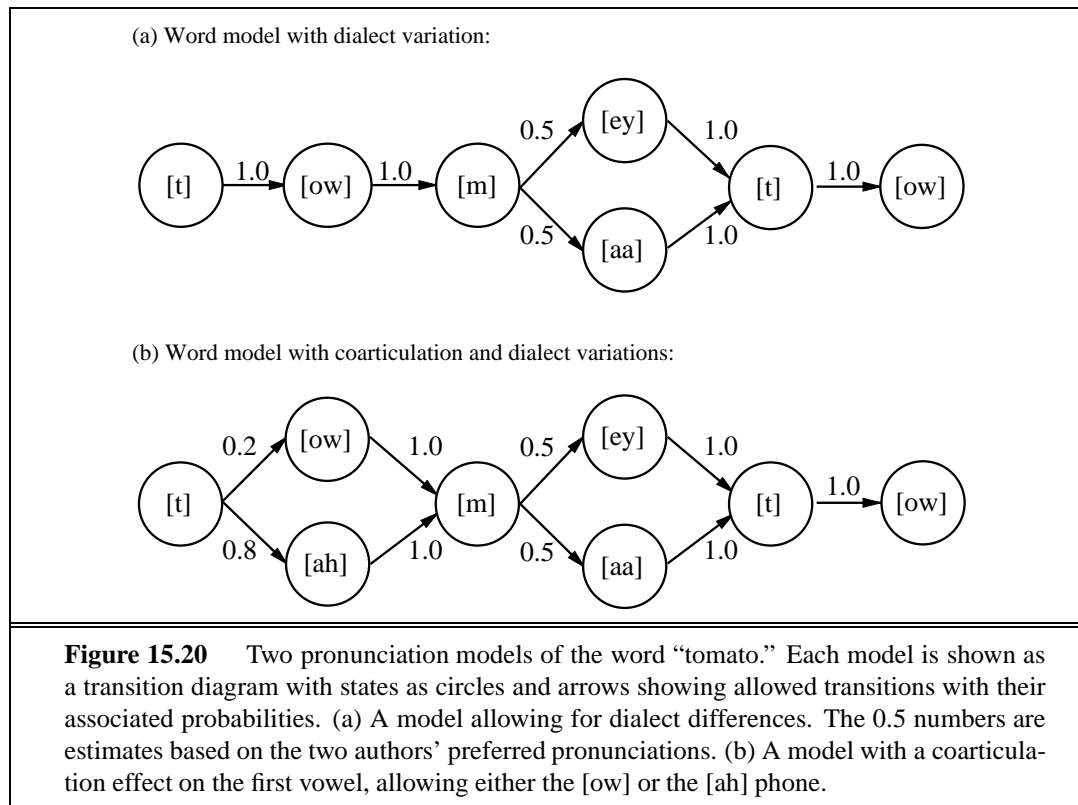 (a) Word model with dialect variation:
[ey]
0.5 1.0
[t] 1.0 [ow] 1.0 [m] [t] 1.0 [ow]
0.5 1.0
[aa]
(b) Word model with coarticulation and dialect variations:
[ow] [ey]
0.2 1.0 0.5 1.0
[t] [m] [t] 1.0 [ow]
0.8 1.0 0.5 1.0
[ah] [aa]
Figure 15.20 Two pronunciation models of the word “tomato.” Each model is shown as
a transition diagram with states as circles and arrows showing allowed transitions with their
associated probabilities. (a) A model allowing for dialect differences. The 0.5 numbers are
estimates based on the two authors’ preferred pronunciations. (b) A model with a coarticula-
tion effect on the first vowel, allowing either the [ow] or the [ah] phone.